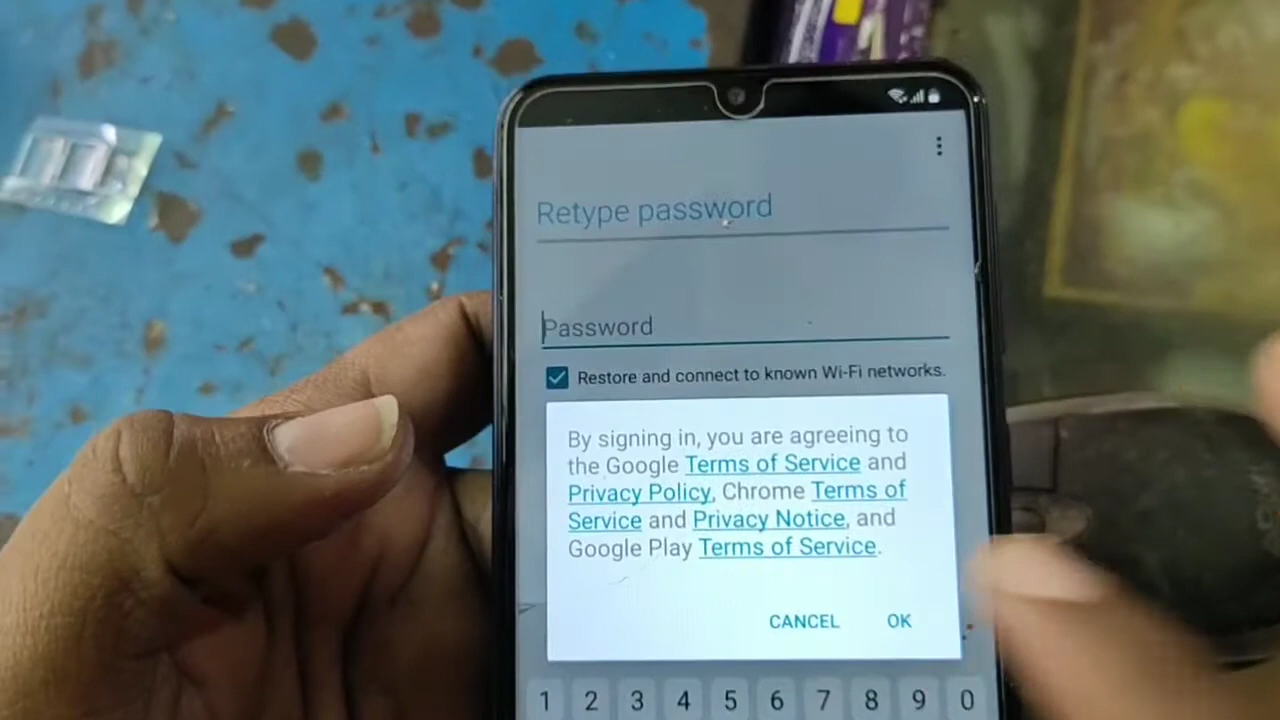 Retype password
Password
Restore and connect to known Wi-Fi networks.
By signing in, you are agreeing to
the Google Terms of Service and
Privacy Policy, Chrome Terms of
Service and Privacy Notice, and
Google Play Terms of Service.
CANCEL OK
1 2 3 4 5 6 7 8 9 0